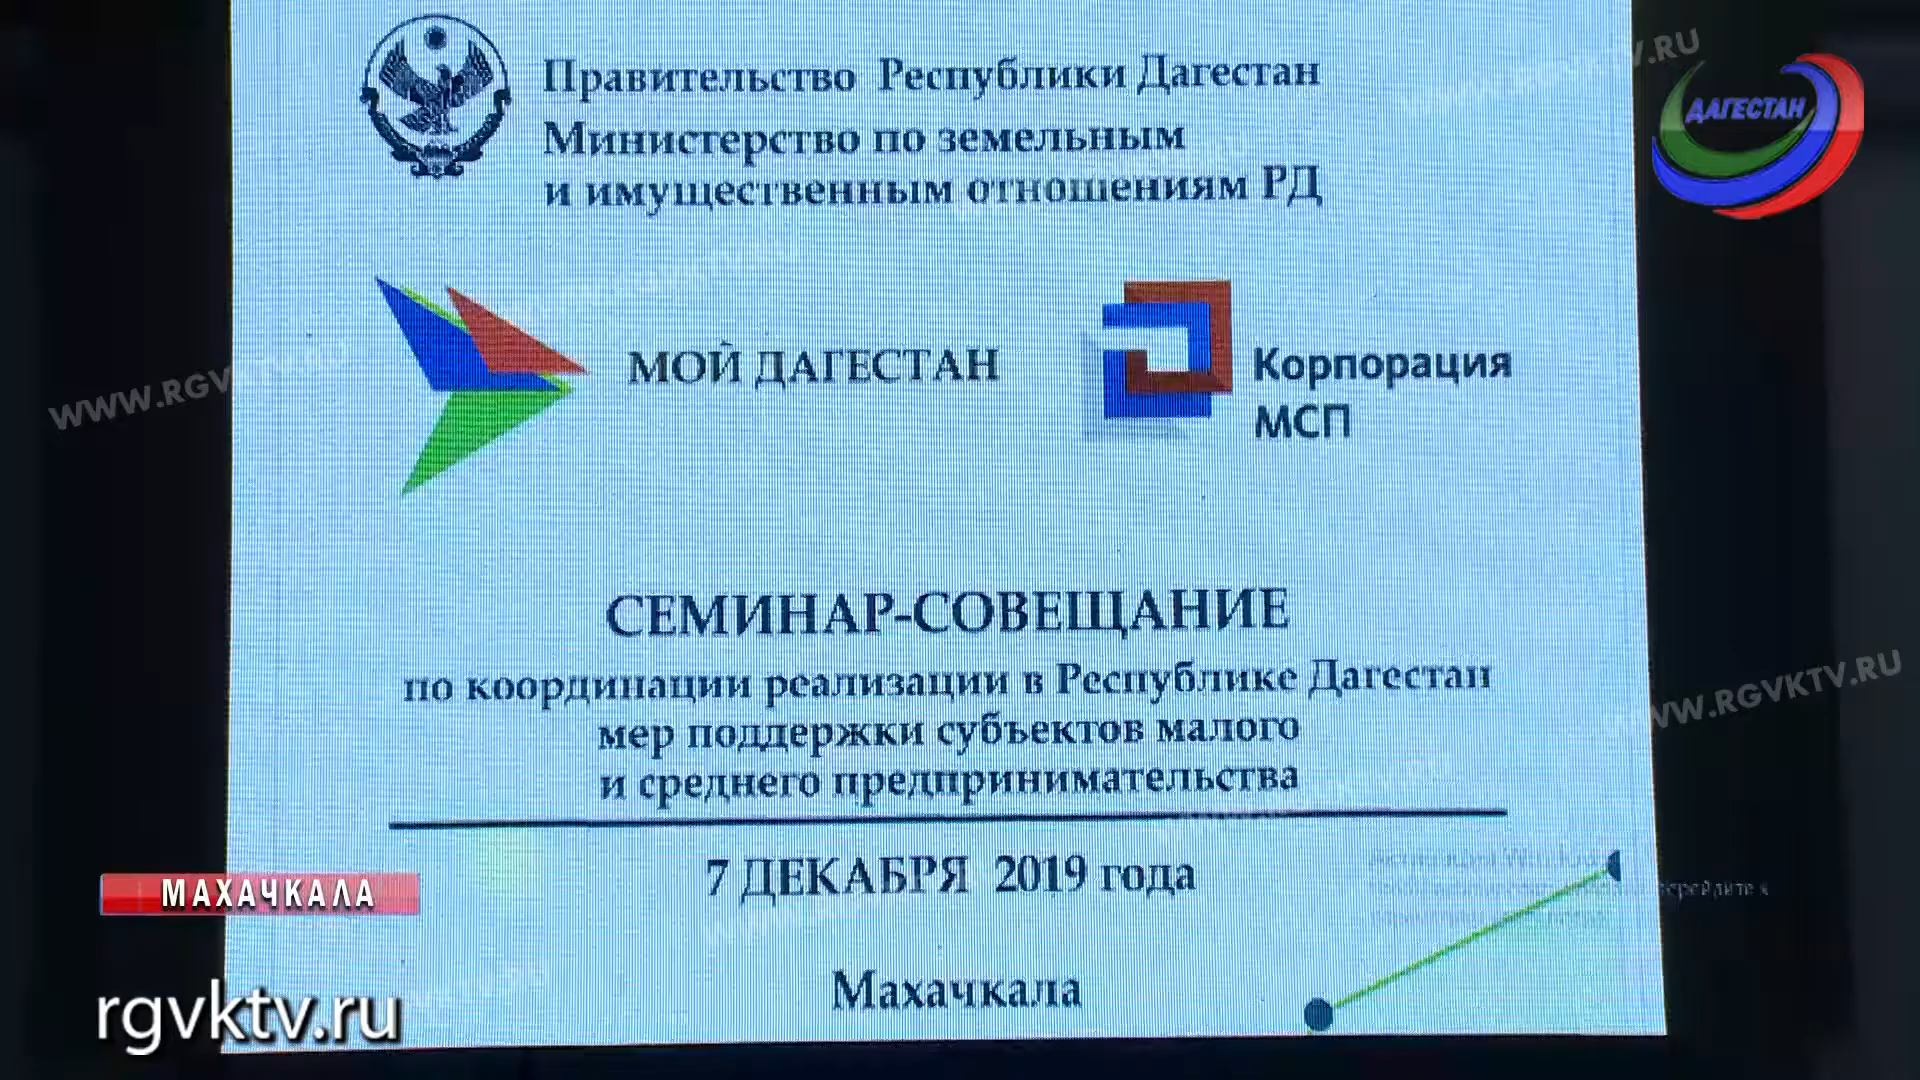 Правительство Республики Дагестан
Министерство по земельным
и имущественным отношениям РД
ДАГЕСТАН
МОЙ ДАГЕСТАН
Корпорация
МСП
WWW.RGV
V.RU
СЕМИНАР-СОВЕЩАНИЕ
по координации реализации в Республике Дагестан
мер поддержки субъектов малого
и среднего предпринимательства
WWW.RGVKTV.RU
7 ДЕКАБРЯ 2019 года
МАХАЧКАЛА
Махачкала
rgvktv.ru